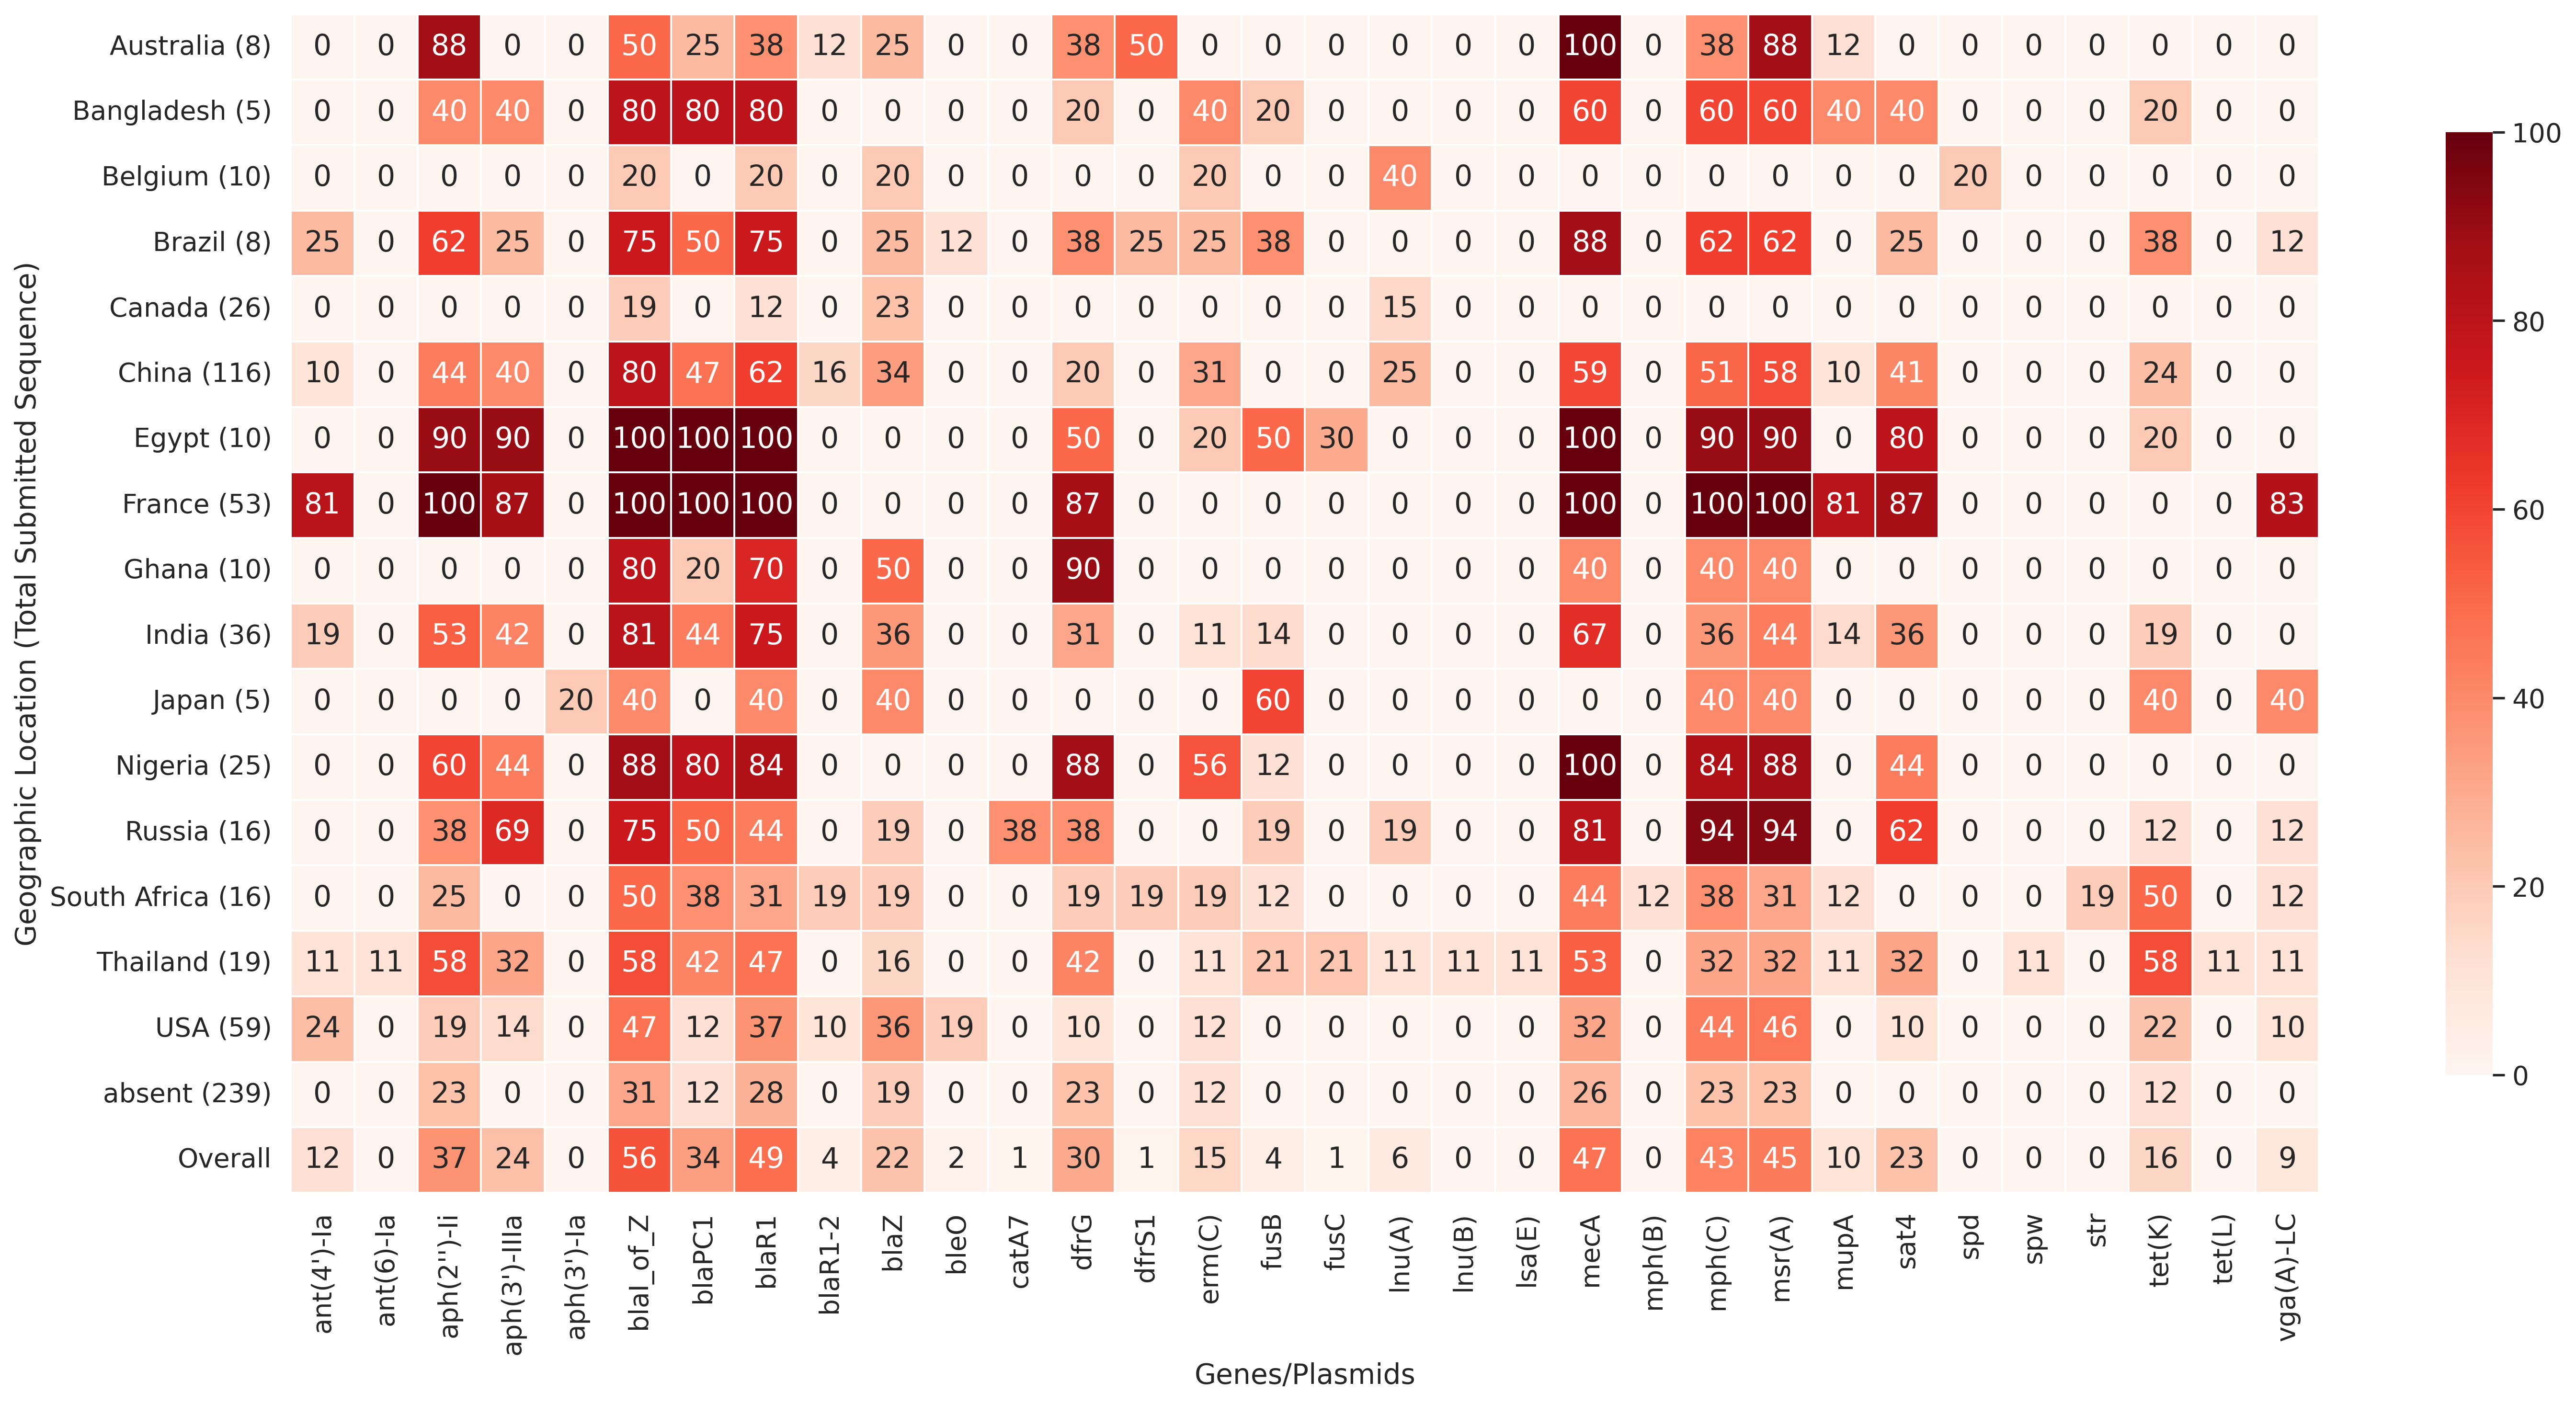 Geographic Location (Total Submitted Sequence)
Australia (8) 0 0 88 0 0 50 25 38 12 25 0 0 38 50 0 0 0 0 0 0 100 0 38 88 12 0 0 0 0 0 0 0
Bangladesh (5) 0 0 40 40 0 80 80 80 0 0 0 0 20 0 40 20 0 0 0 0 60 0 60 60 40 40 0 0 0 20 0 0
Belgium (10) 0 0 0 0 0 20 0 20 0 20 0 0 0 0 20 0 0 40 0 0 0 0 0 0 0 0 20 0 0 0 0 0
Brazil (8) 25 0 62 25 0 75 50 75 0 25 12 0 38 25 25 38 0 0 0 0 88 0 62 62 0 25 0 0 0 38 0 12
Canada (26) 0 0 0 0 0 19 0 12 0 23 0 0 0 0 0 0 0 15 0 0 0 0 0 0 0 0 0 0 0 0 0 0
China (116) 10 0 44 40 0 80 47 62 16 34 0 0 20 0 31 0 0 25 0 0 59 0 51 58 10 41 0 0 0 24 0 0
Egypt (10) 0 0 90 90 0 100 100 100 0 0 0 0 50 0 20 50 30 0 0 0 100 0 90 90 0 80 0 0 0 20 0 0
France (53) 81 0 100 87 0 100 100 100 0 0 0 0 87 0 0 0 0 0 0 0 100 0 100 100 81 87 0 0 0 0 0 83
Ghana (10) 0 0 0 0 0 80 20 70 0 50 0 0 90 0 0 0 0 0 0 0 40 0 40 40 0 0 0 0 0 0 0 0
India (36) 19 0 53 42 0 81 44 75 0 36 0 0 31 0 11 14 0 0 0 0 67 0 36 44 14 36 0 0 0 19 0 0
Japan (5) 0 0 0 0 20 40 0 40 0 40 0 0 0 0 0 60 0 0 0 0 0 0 40 40 0 0 0 0 0 40 0 40
Nigeria (25) 0 0 60 44 0 88 80 84 0 0 0 0 88 0 56 12 0 0 0 0 100 0 84 88 0 44 0 0 0 0 0 0
Russia (16) 0 0 38 69 0 75 50 44 0 19 0 38 38 0 0 19 0 19 0 0 81 0 94 94 0 62 0 0 0 12 0 12
South Africa (16) 0 0 25 0 0 50 38 31 19 19 0 0 19 19 19 12 0 0 0 0 44 12 38 31 12 0 0 0 19 50 0 12
Thailand (19) 11 11 58 32 0 58 42 47 0 16 0 0 42 0 11 21 21 11 11 11 53 0 32 32 11 32 0 11 0 58 11 11
USA (59) 24 0 19 14 0 47 12 37 10 36 19 0 10 0 12 0 0 0 0 0 32 0 44 46 0 10 0 0 0 22 0 10
absent (239) 0 0 23 0 0 31 12 28 0 19 0 0 23 0 12 0 0 0 0 0 26 0 23 23 0 0 0 0 0 12 0 0
Overall 12 0 37 24 0 56 34 49 4 22 2 1 30 1 15 4 1 6 0 0 47 0 43 45 10 23 0 0 0 16 0 9
ant(4')-Ia ant(6)-Ia aph(2'')-Ii aph(3')-IIIa aph(3')-Ia blaI_of_Z blaPC1 blaR1 blaR1-2 blaZ bleO catA7 dfrG dfrS1 erm(C) fusB fusC lnu(A) lnu(B) lsa(E) mecA mph(B) mph(C) msr(A) mupA sat4 spd spw str tet(K) tet(L) vga(A)-LC
Genes/Plasmids
100
80
60
40
20
0